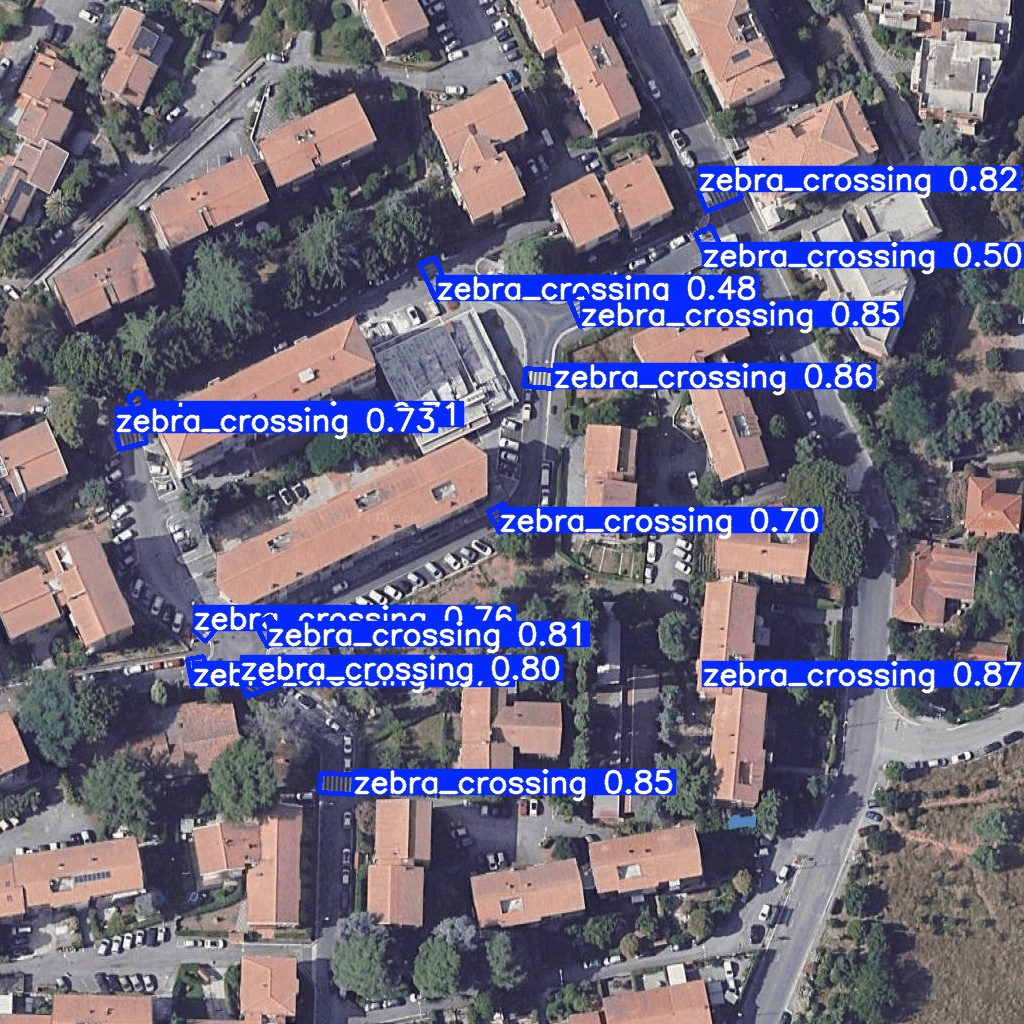 zebra_crossing 0.82
zebra_crossing 0.50
zebra_crossing 0.48
zebra_crossing 0.85
zebra_crossing 0.86
zebra_crossing 0.73
zebra_crossing 0.70
zebra_crossing 0.76
zebra_crossing 0.81
zebra_crossing 0.80
zebra_crossing 0.87
zebra_crossing 0.85